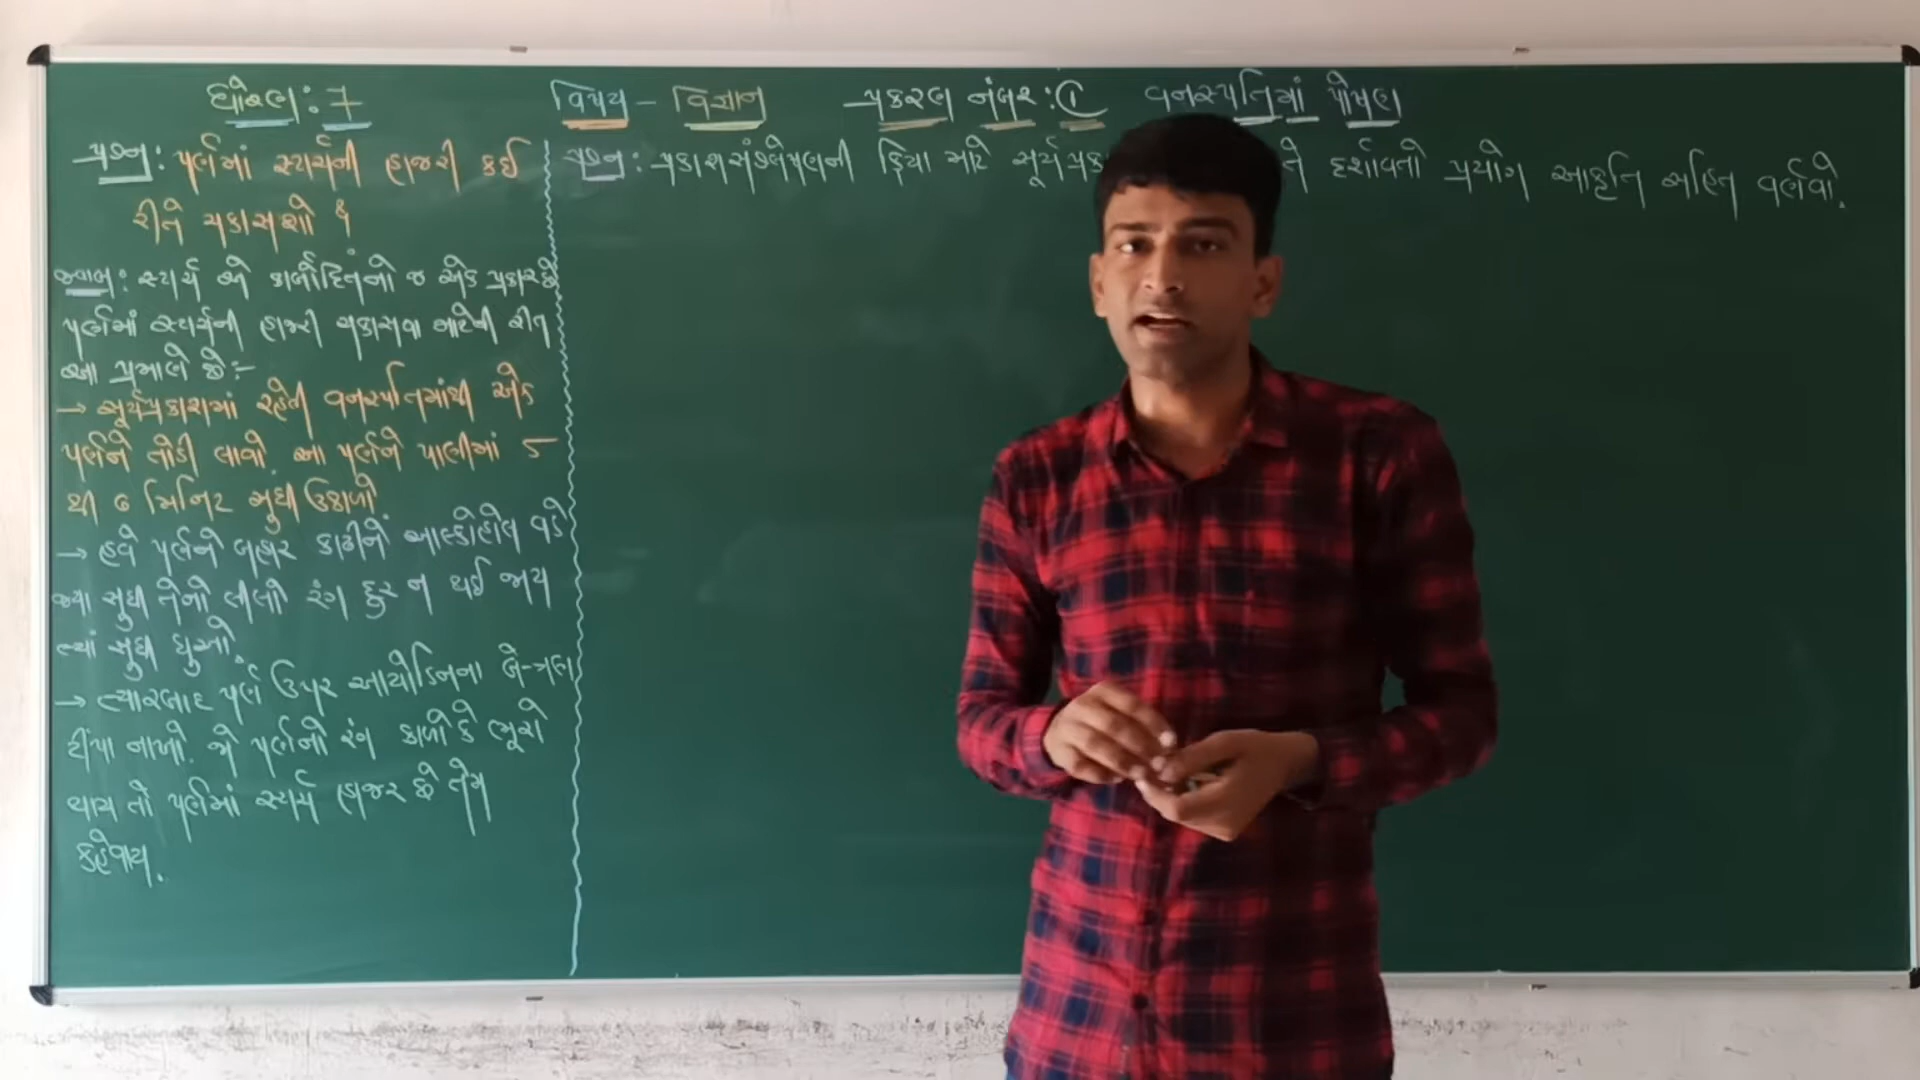 ધોરણ : 7
વિષય - વિજ્ઞાન
પ્રકરણ નંબર : ①
વનસ્પતિમાં પોષણ
પ્રશ્ન : પર્ણમાં સ્ટાર્ચની હાજરી કઈ
રીતે ચકાસશો ?
જવાબ : સ્ટાર્ચ એ કાર્બોદિતનો જ એક પ્રકાર છે
પર્ણમાં સ્ટાર્ચની હાજરી ચકાસવા માટેની રીત
આ પ્રમાણે છે :-
→ સૂર્યપ્રકાશમાં રહેલી વનસ્પતિમાંથી એક
પર્ણને તોડી લાવો. આ પર્ણને પાણીમાં ૫
થી ૭ મિનિટ સુધી ઉકાળો
→ હવે પર્ણને બહાર કાઢીને આલ્કોહોલ વડે
જ્યા સુધી તેનો લીલો રંગ દુર ન થઈ જાય
ત્યાં સુધી ધુઓ.
→ ત્યારબાદ પર્ણ ઉપર આયોડિનના બે-ત્રણ
ટીંપા નાખો. જો પર્ણનો રંગ કાળો કે ભૂરો
થાય તો પર્ણમાં સ્ટાર્ચ હાજર છે તેમ
કહેવાય.
પ્રશ્ન : પ્રકાશસંશ્લેષણની ક્રિયા માટે સૂર્યપ્રકા તે દર્શાવતો પ્રયોગ આકૃતિ સહિત વર્ણવો.